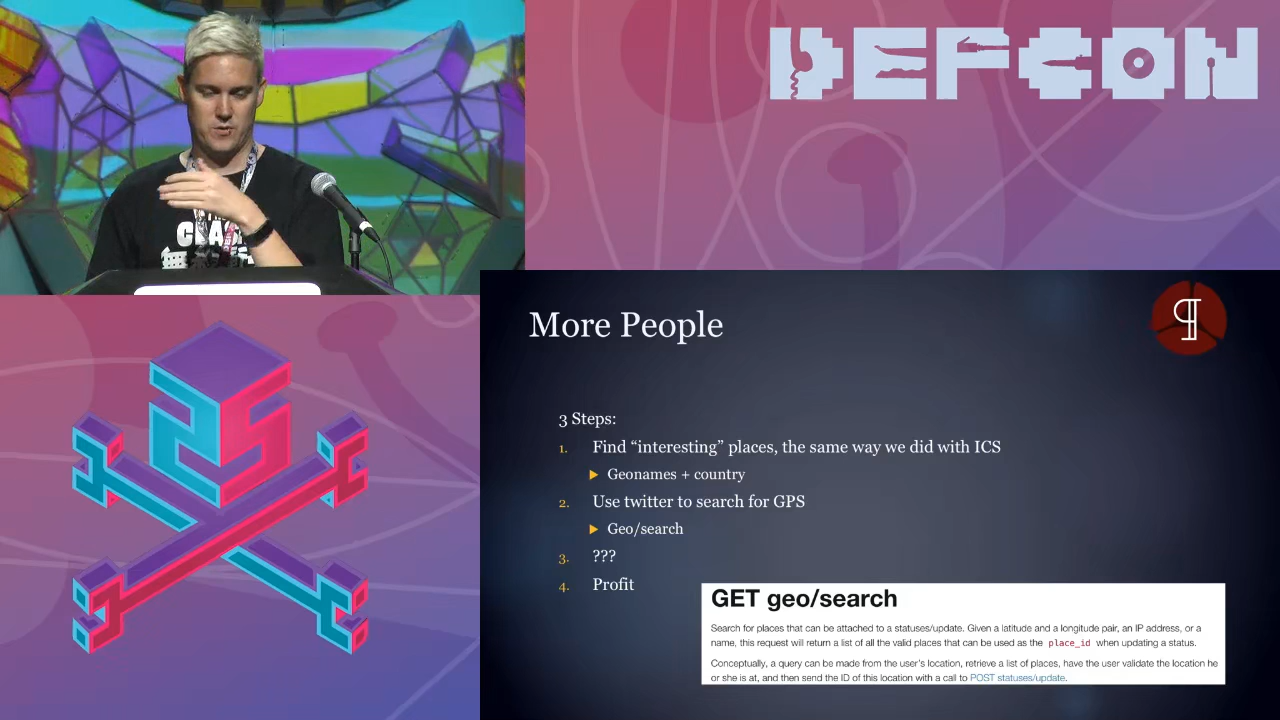 DEFCON
CLAS
25
More People
¶
3 Steps:
1. Find “interesting” places, the same way we did with ICS
▶ Geonames + country
2. Use twitter to search for GPS
▶ Geo/search
3. ???
4. Profit
GET geo/search
Search for places that can be attached to a statuses/update. Given a latitude and a longitude pair, an IP address, or a
name, this request will return a list of all the valid places that can be used as the place_id when updating a status.
Conceptually, a query can be made from the user's location, retrieve a list of places, have the user validate the location he
or she is at, and then send the ID of this location with a call to POST statuses/update.